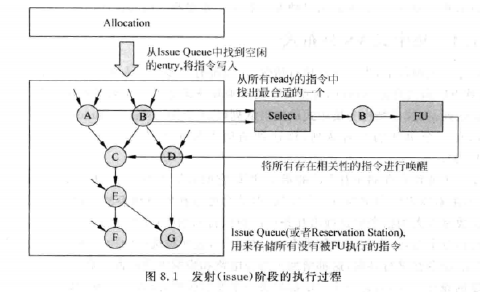 Allocation
从Issue Queue中找到空闲
的entry,将指令写入
从所有ready的指令中
找出最合适的一个
A
B
Select
B
FU
C
D
将所有存在相关性的指令进行唤醒
E
F
G
Issue Queue(或者Reservation Station),
用来存储所有没有被FU执行的指令
图 8.1 发射(issue)阶段的执行过程